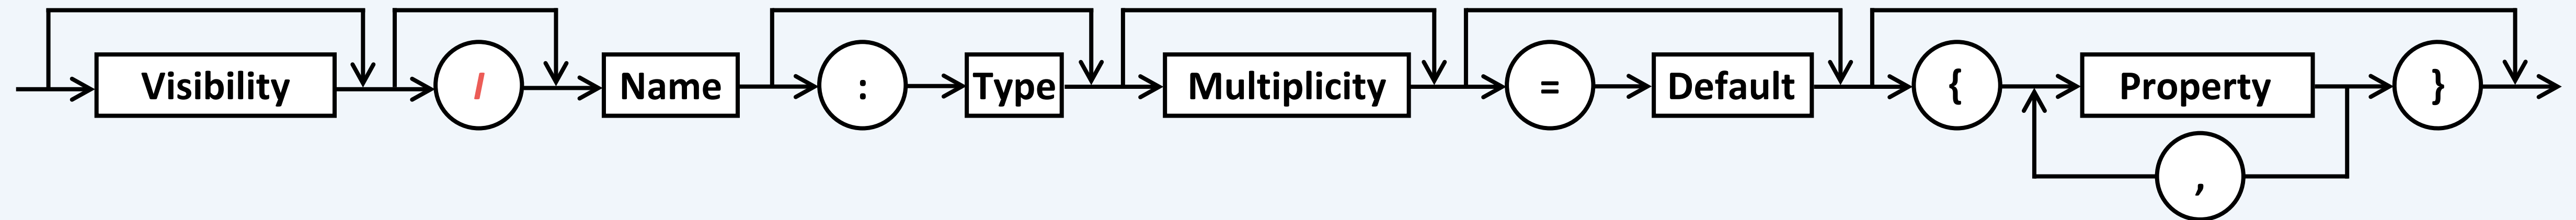 Visibility / Name : Type Multiplicity = Default { Property }
,